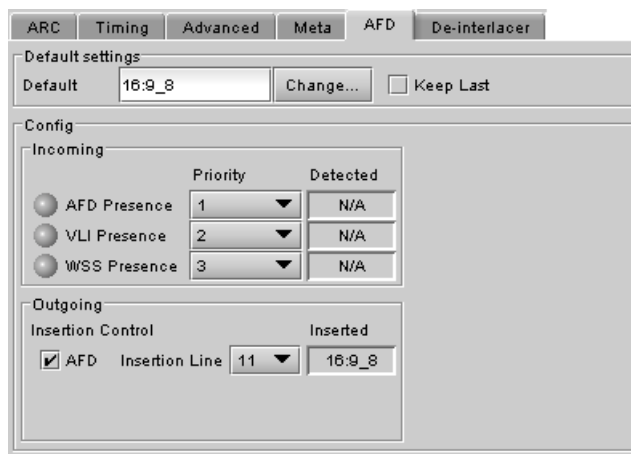 ARC Timing Advanced Meta AFD De-interlacer
Default settings
Default 16:9_8 Change... Keep Last
Config
Incoming
Priority Detected
AFD Presence 1 N/A
VLI Presence 2 N/A
WSS Presence 3 N/A
Outgoing
Insertion Control Inserted
AFD Insertion Line 11 16:9_8